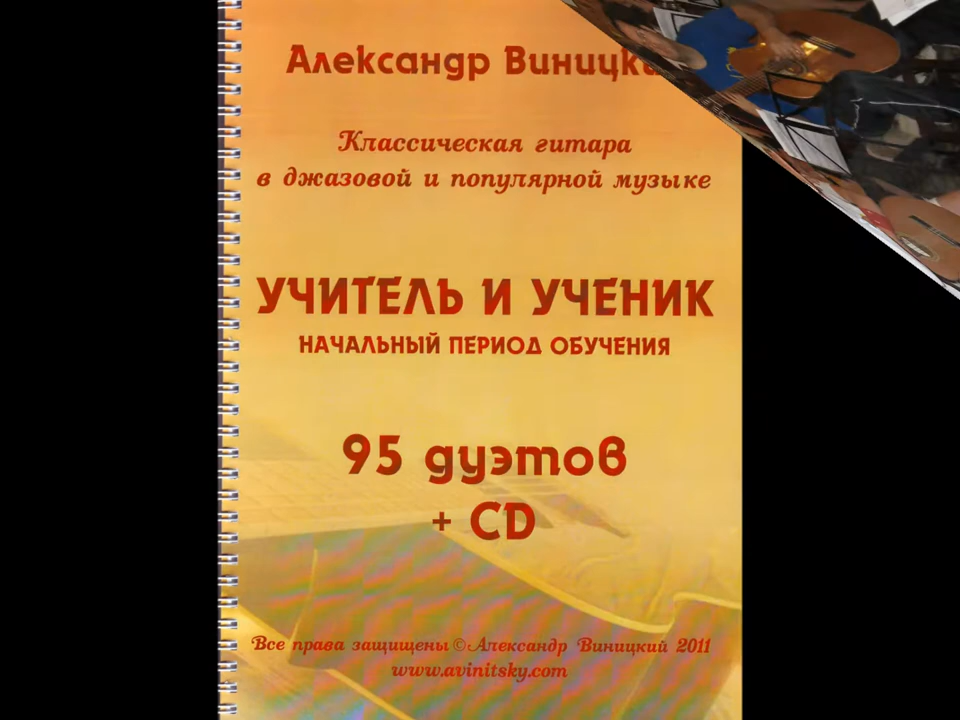 Александр Виницки
Классическая гитара
в джазовой и популярной музыке
УЧИТЕЛЬ И УЧЕНИК
НАЧАЛЬНЫЙ ПЕРИОД ОБУЧЕНИЯ
95 дуэтов
+ CD
Все права защищены © Александр Виницкий 2011
www.avinitsky.com